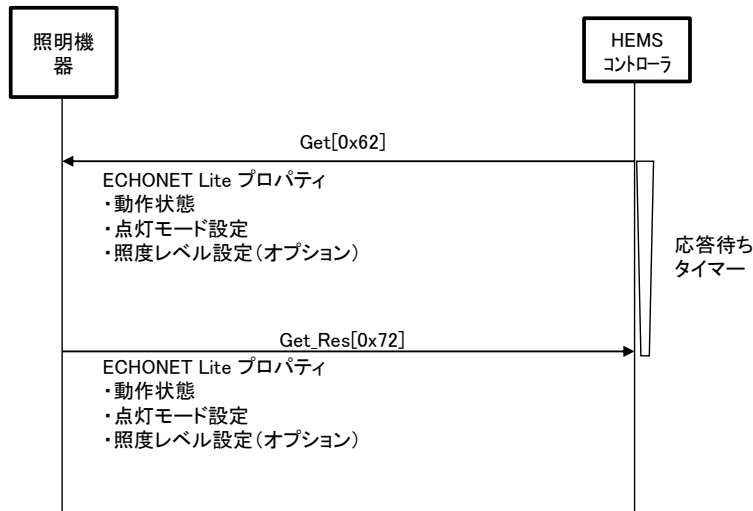 照明機
器
HEMS
コントローラ
Get[0x62]
ECHONET Lite プロパティ
・動作状態
・点灯モード設定
・照度レベル設定（オプション）
応答待ち
タイマー
Get_Res[0x72]
ECHONET Lite プロパティ
・動作状態
・点灯モード設定
・照度レベル設定（オプション）